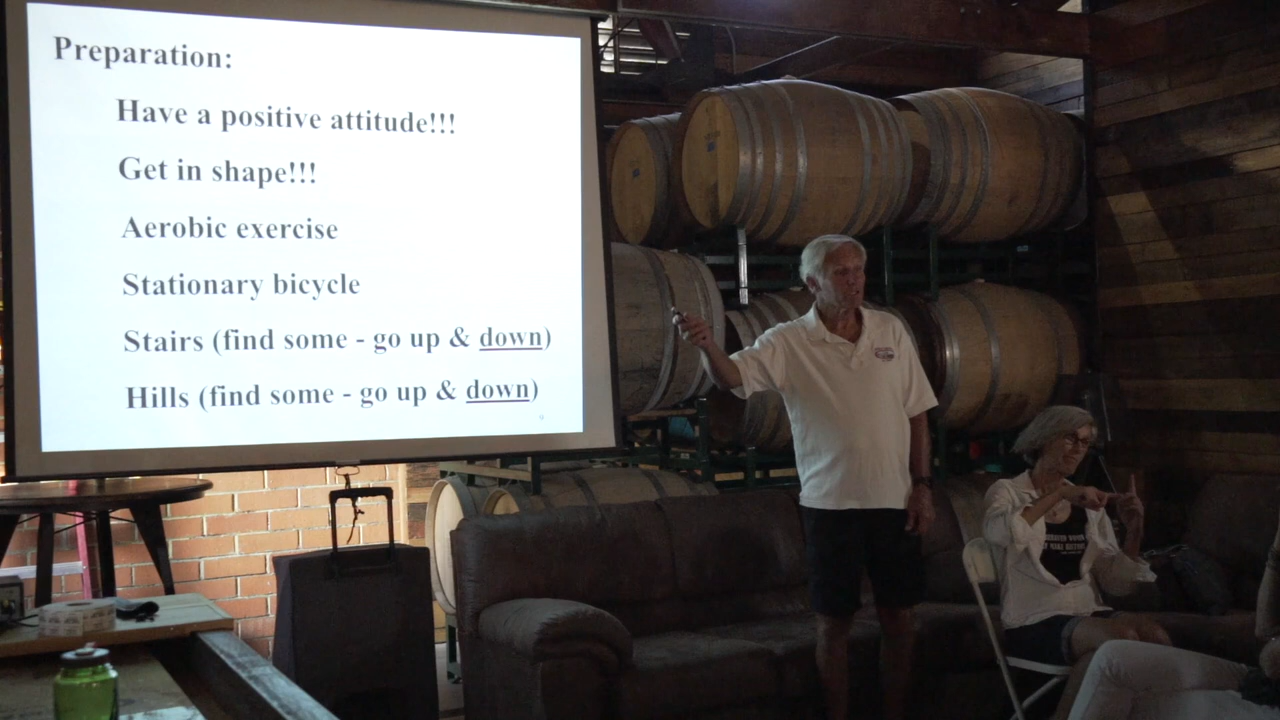 Preparation:
Have a positive attitude!!!
Get in shape!!!
Aerobic exercise
Stationary bicycle
Stairs (find some - go up & down)
Hills (find some - go up & down)
9